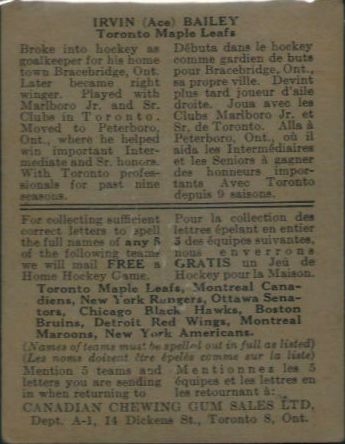 IRVIN (Ace) BAILEY
Toronto Maple Leafs
Broke into hockey as
goalkeeper for his home
town Bracebridge, Ont.
Later became right
winger. Played with
Marlboro Jr. and Sr.
Clubs in Toronto.
Moved to Peterboro,
Ont., where he helped
win important Inter-
mediate and Sr. honors.
With Toronto profes-
sionals for past nine
seasons.
Débuta dans le hockey
comme gardien de buts
pour Bracebridge, Ont.,
sa propre ville. Devint
plus tard joueur d'aile
droite. Joua avec les
Clubs Marlboro Jr. et
Sr. de Toronto. Alla à
Peterboro, Ont., où il
aida les Intermédiaires
et les Seniors à gagner
des honneurs impor-
tants Avec Toronto
depuis 9 saisons.
For collecting sufficient
correct letters to spell
the full names of any 5
of the following teams
we will mail FREE a
Home Hockey Game.
Pour la collection des
lettres épelant en entier
5 des équipes suivantes,
nous enverrons
GRATIS un Jeu de
Hockey pour la Maison.
Toronto Maple Leafs, Montreal Cana-
diens, New York Rangers, Ottawa Sena-
tors, Chicago Black Hawks, Boston
Bruins, Detroit Red Wings, Montreal
Maroons, New York Americans.
(Names of teams must be spelled out in full as listed)
(Les noms doivent être épelés comme sur la liste)
Mention 5 teams and
letters you are sending
in when returning to
Mentionnez les 5
équipes et les lettres en
les retournant à:
CANADIAN CHEWING GUM SALES LTD.
Dept. A-1, 14 Dickens St., Toronto 8, Ont.